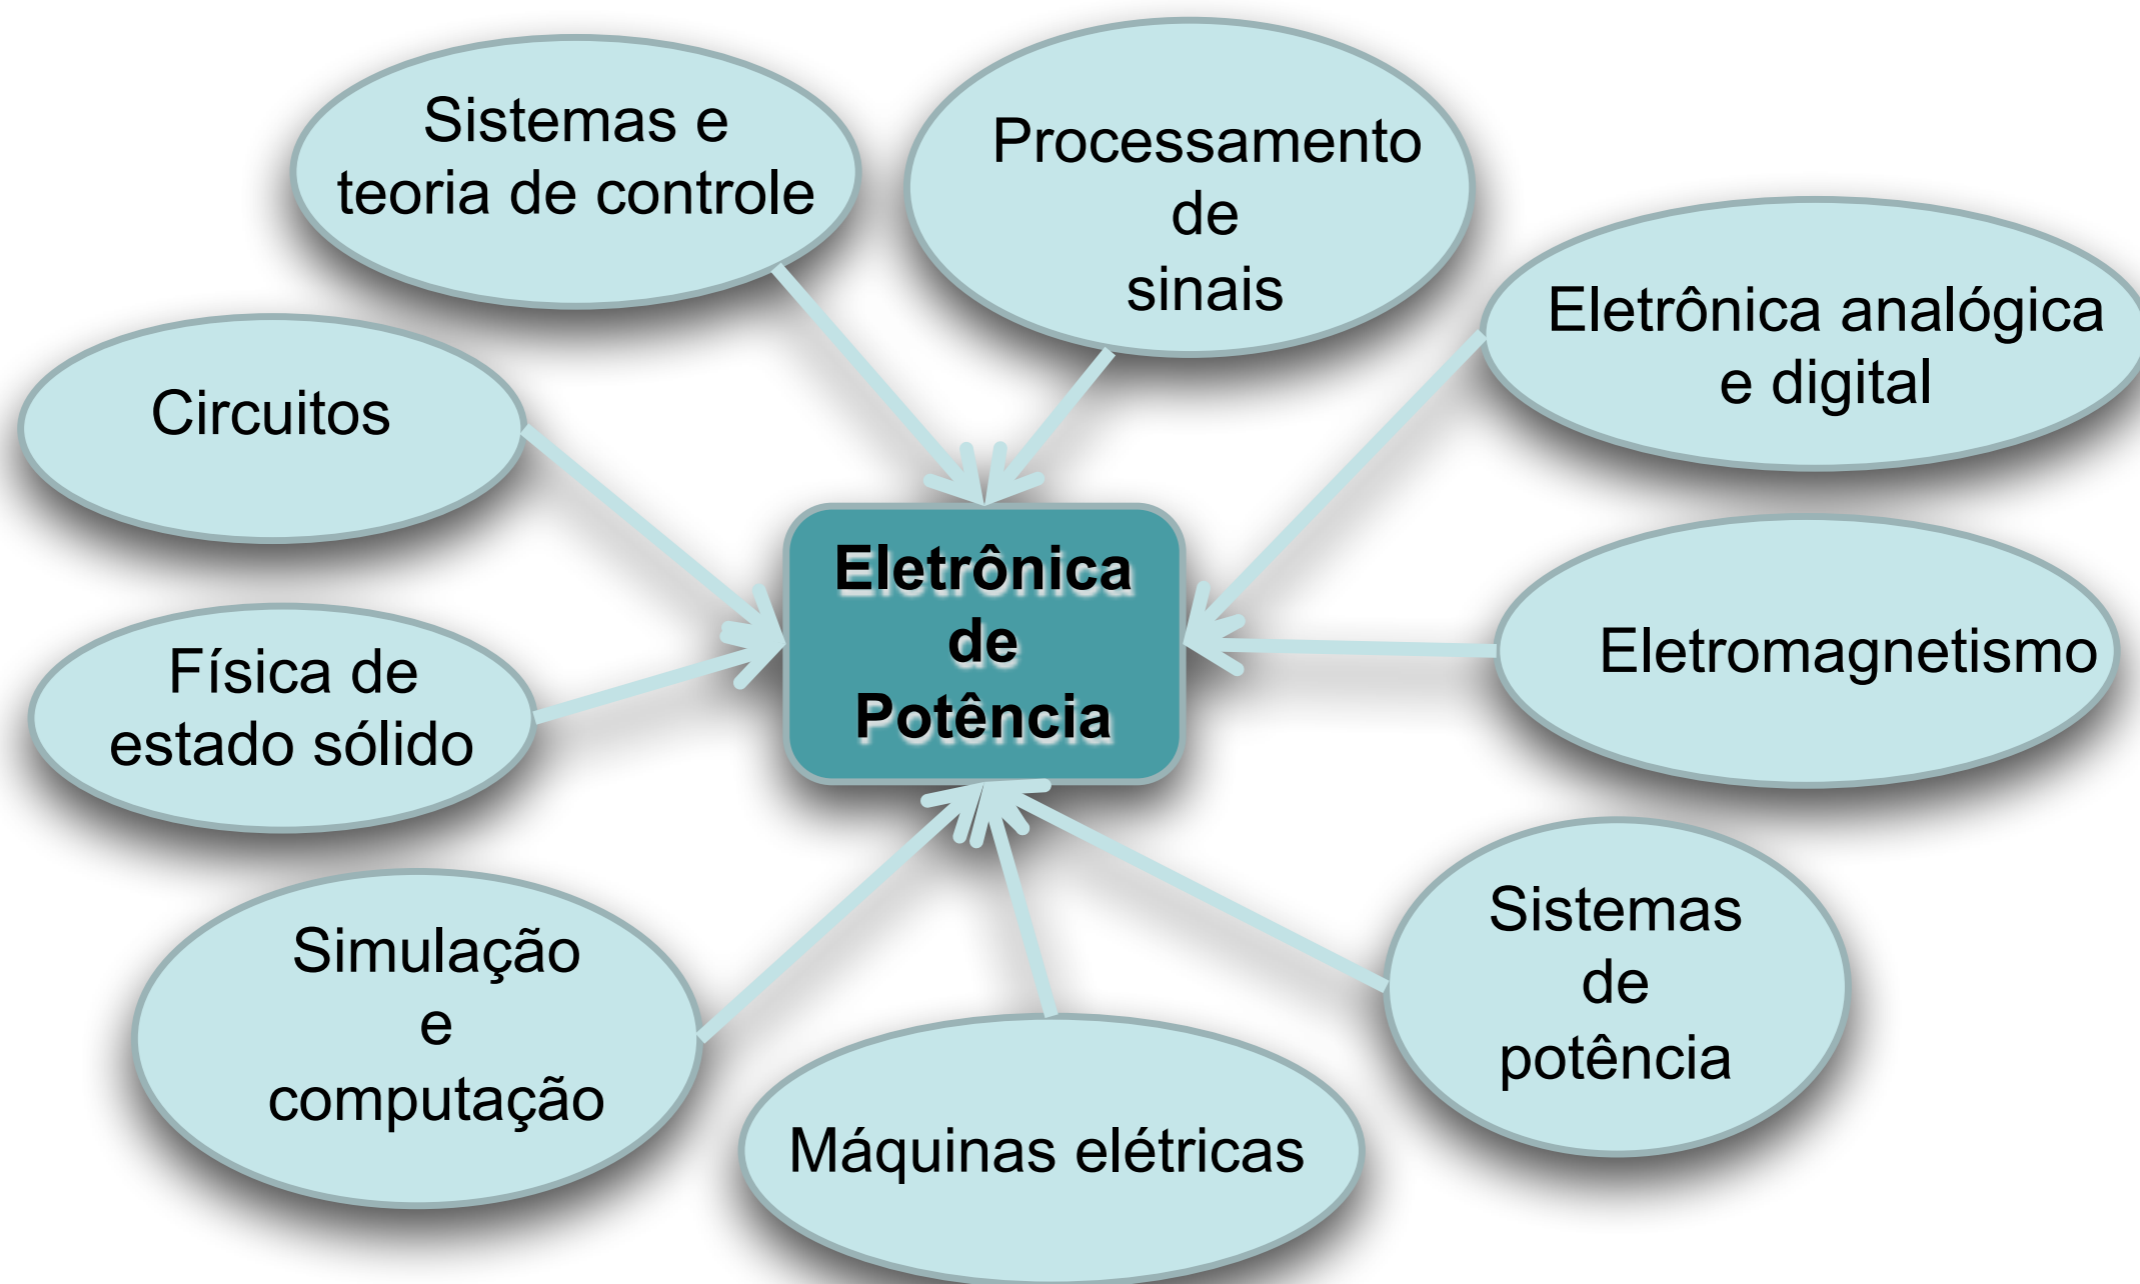 Sistemas e
teoria de controle
Processamento
de
sinais
Eletrônica analógica
e digital
Circuitos
Eletrônica
de
Potência
Eletromagnetismo
Física de
estado sólido
Sistemas
de
potência
Simulação
e
computação
Máquinas elétricas